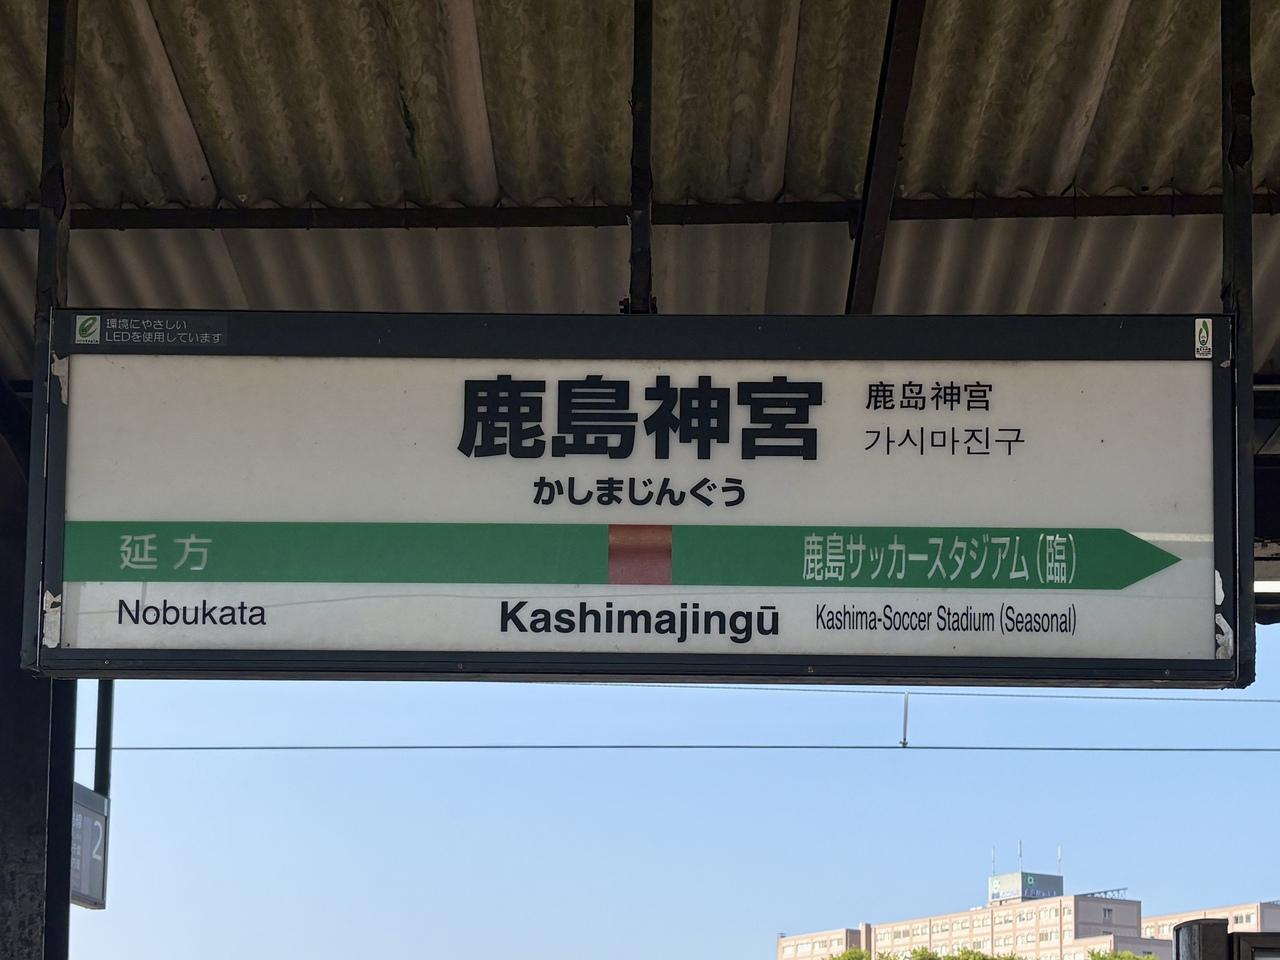 環境にやさしい
LEDを使用しています
鹿島神宮
鹿岛神宫
가시마진구
かしまじんぐう
延方
鹿島サッカースタジアム(臨)
Nobukata
Kashimajingū
Kashima-Soccer Stadium (Seasonal)
2